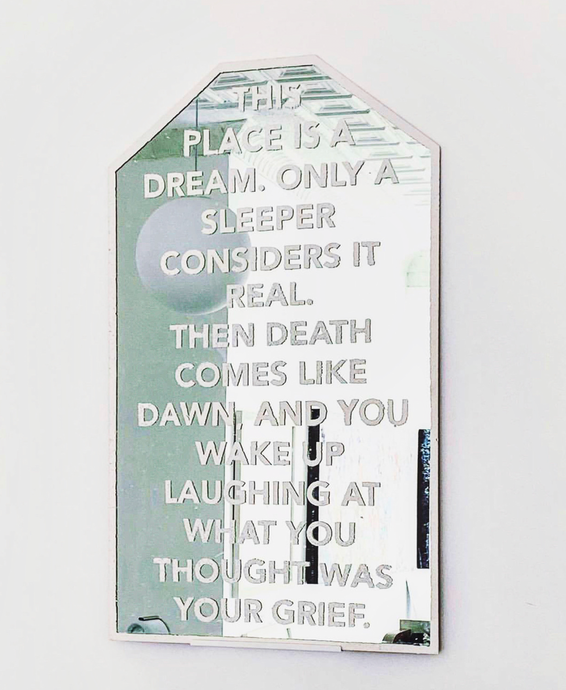 THIS
PLACE IS A
DREAM. ONLY A
SLEEPER
CONSIDERS IT
REAL.
THEN DEATH
COMES LIKE
DAWN, AND YOU
WAKE UP
LAUGHING AT
WHAT YOU
THOUGHT WAS
YOUR GRIEF.